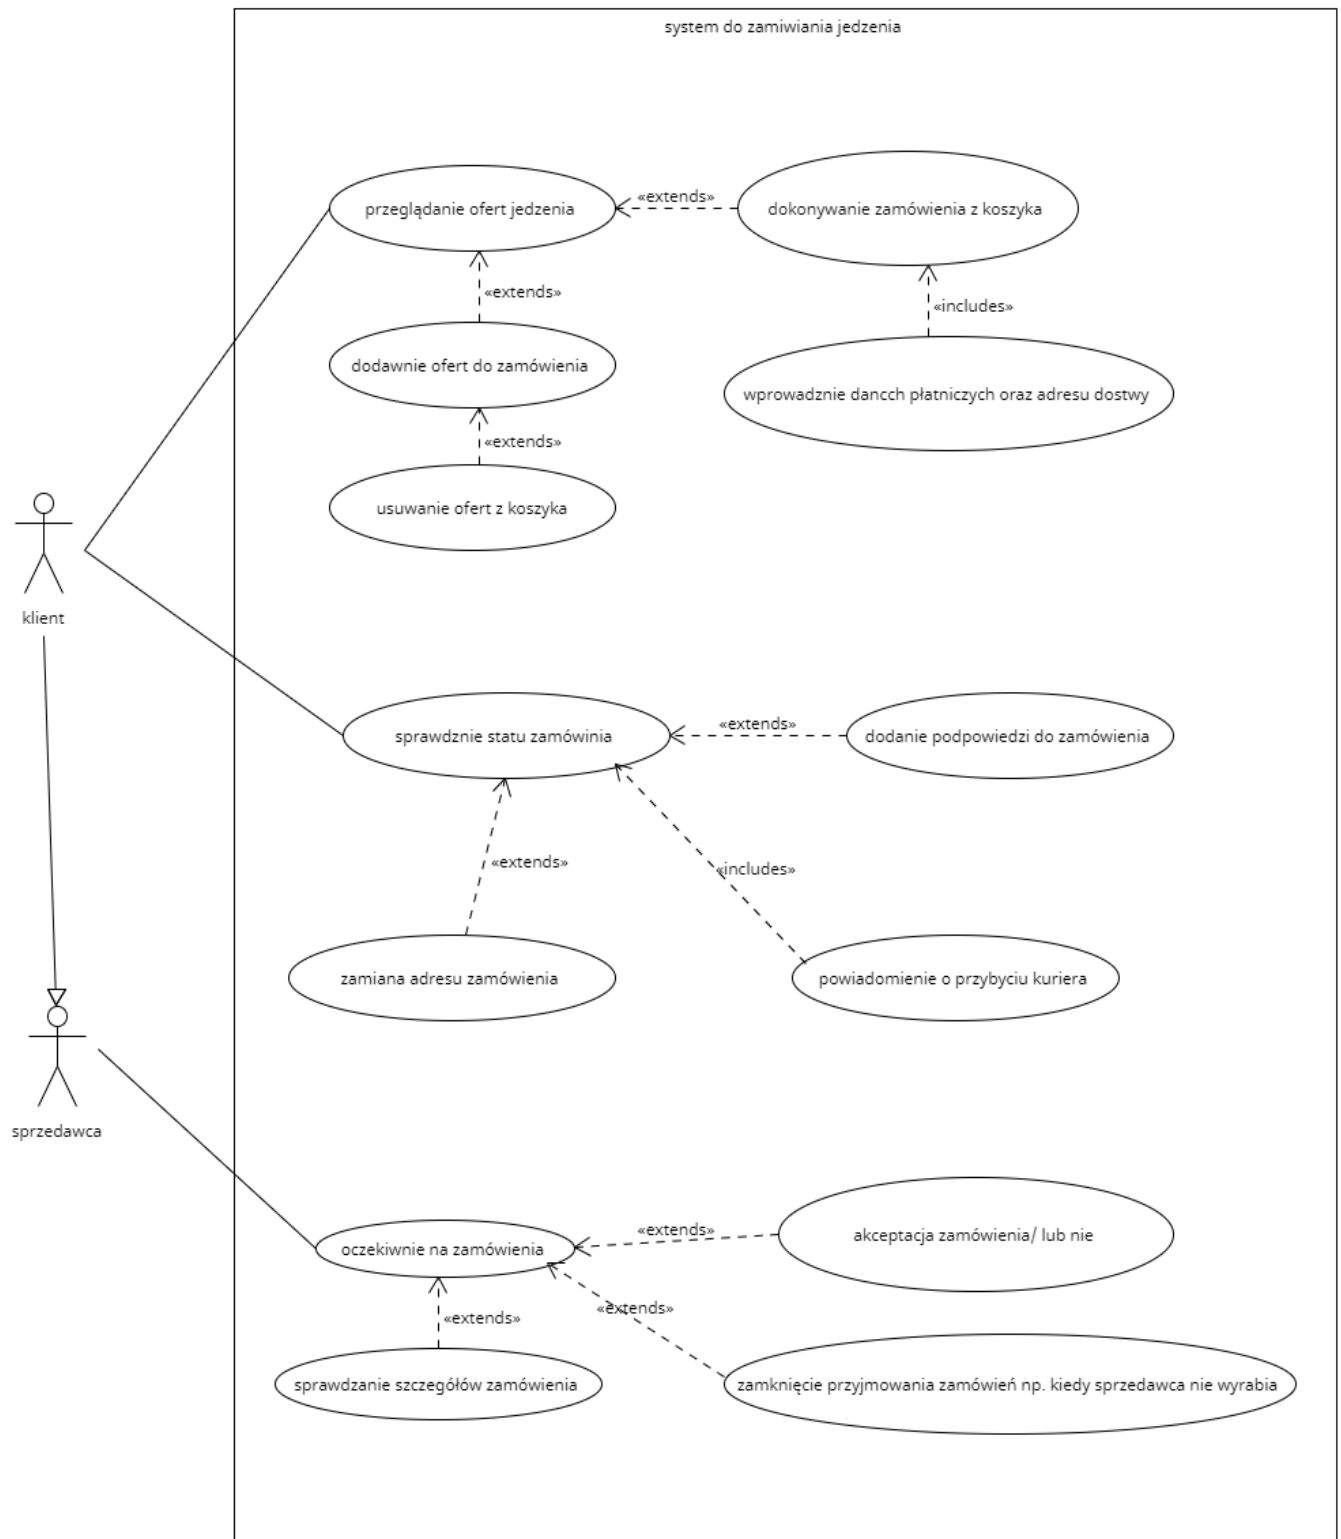 system do zamiwiania jedzenia
przeglądanie ofert jedzenia
«extends»
dokonywanie zamówienia z koszyka
«extends»
«includes»
dodawnie ofert do zamówienia
wprowadznie dancch płatniczych oraz adresu dostwy
«extends»
usuwanie ofert z koszyka
klient
sprawdznie statu zamówinia
«extends»
dodanie podpowiedzi do zamówienia
«extends»
«includes»
zamiana adresu zamówienia
powiadomienie o przybyciu kuriera
sprzedawca
oczekiwnie na zamówienia
«extends»
akceptacja zamówienia/ lub nie
«extends»
«extends»
sprawdzanie szczegółów zamówienia
zamknięcie przyjmowania zamówień np. kiedy sprzedawca nie wyrabia